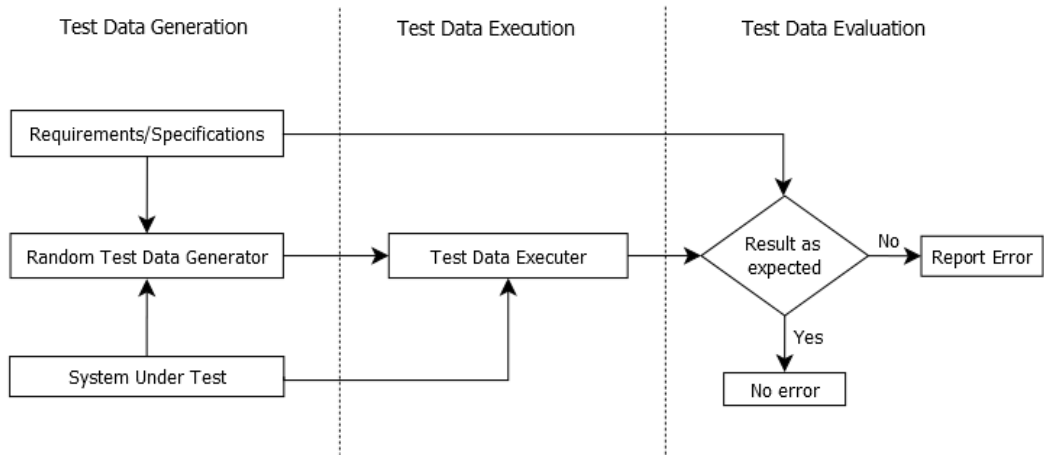 Test Data Generation
Test Data Execution
Test Data Evaluation
Requirements/Specifications
Random Test Data Generator
Test Data Executer
Result as
expected
No
Report Error
Yes
System Under Test
No error